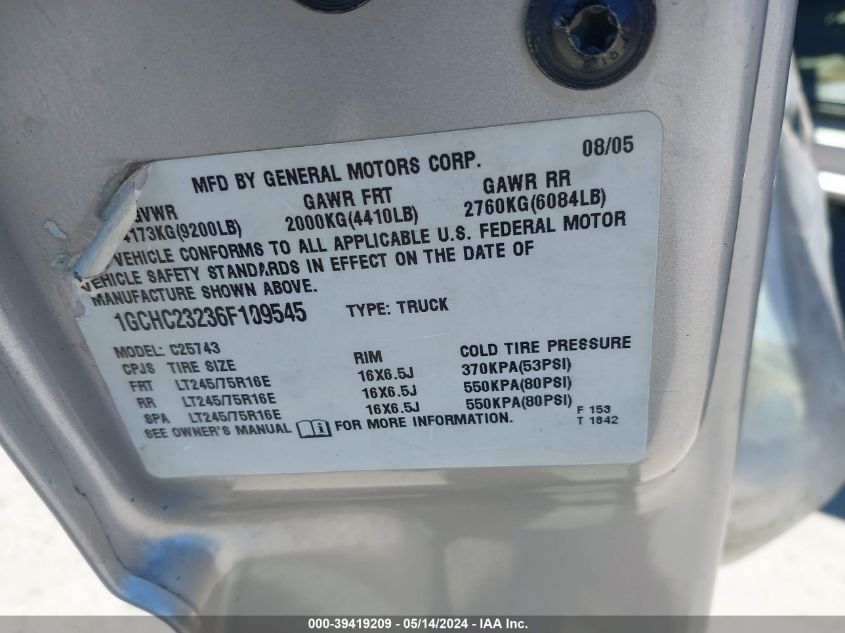 08/05
MFD BY GENERAL MOTORS CORP.
GVWR GAWR FRT GAWR RR
4173KG(9200LB) 2000KG(4410LB) 2760KG(6084LB)
VEHICLE CONFORMS TO ALL APPLICABLE U.S. FEDERAL MOTOR
VEHICLE SAFETY STANDARDS IN EFFECT ON THE DATE OF
MANUFACTURE SHOWN ABOVE.
1GCHC23236F109545 TYPE: TRUCK
MODEL: C25743
CPJS TIRE SIZE RIM COLD TIRE PRESSURE
FRT LT245/75R16E 16X6.5J 370KPA(53PSI)
RR LT245/75R16E 16X6.5J 550KPA(80PSI)
SPA LT245/75R16E 16X6.5J 550KPA(80PSI)
SEE OWNER'S MANUAL FOR MORE INFORMATION.
F 153
T 1842
000-39419209 - 05/14/2024 - IAA Inc.